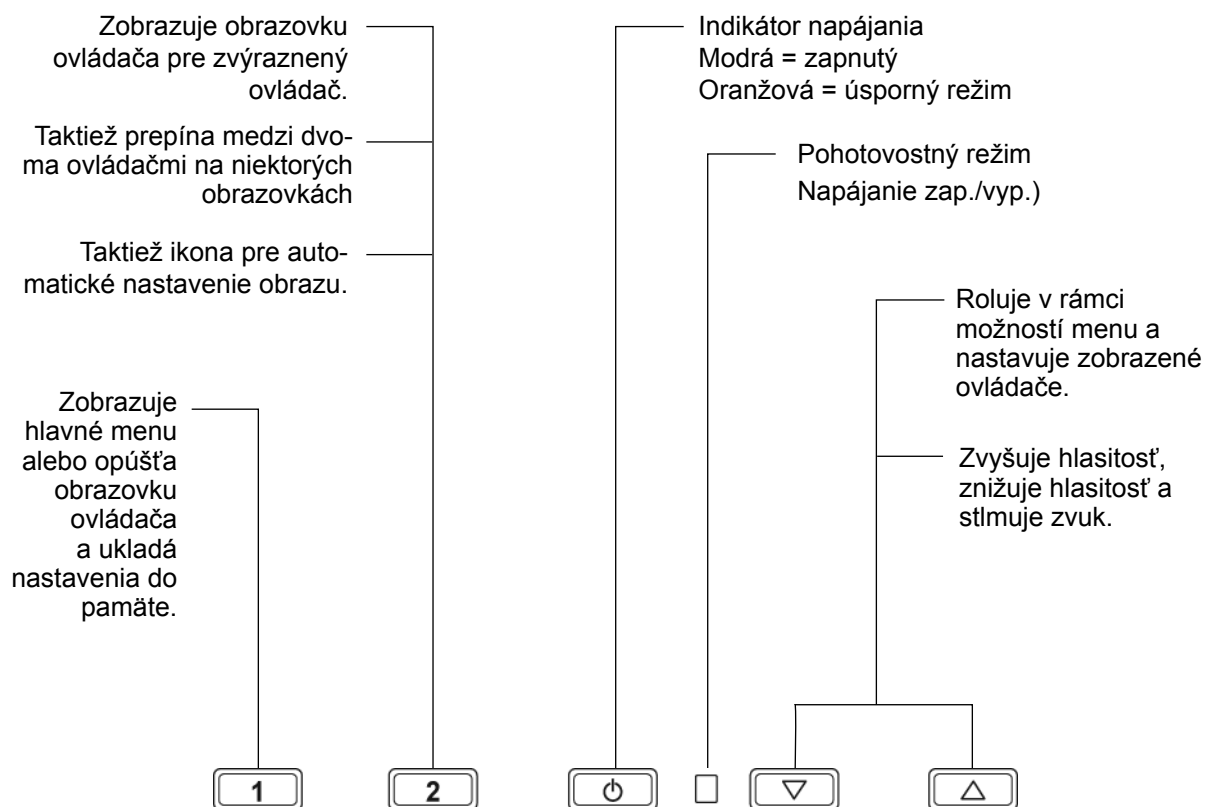 Zobrazuje obrazovku
ovládača pre zvýraznený
ovládač.
Taktiež prepína medzi dvo-
ma ovládačmi na niektorých
obrazovkách
Taktiež ikona pre auto-
matické nastavenie obrazu.
Zobrazuje
hlavné menu
alebo opúšťa
obrazovku
ovládača
a ukladá
nastavenia do
pamäte.
Indikátor napájania
Modrá = zapnutý
Oranžová = úsporný režim
Pohotovostný režim
Napájanie zap./vyp.)
Roluje v rámci
možností menu a
nastavuje zobrazené
ovládače.
Zvyšuje hlasitosť,
znižuje hlasitosť a
stlmuje zvuk.
1
2